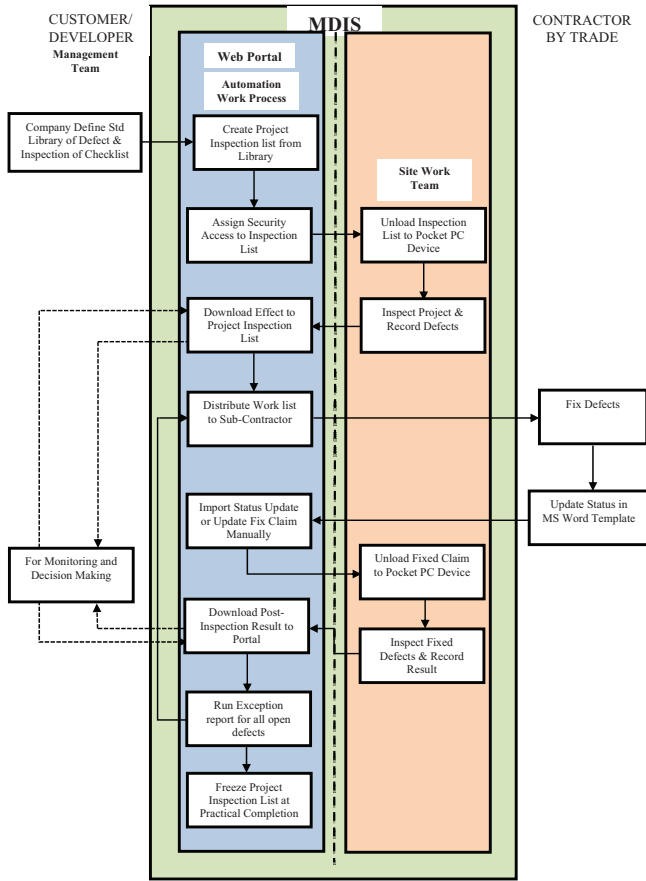 CUSTOMER/
DEVELOPER
Management
Team
MDIS
CONTRACTOR
BY TRADE
Web Portal
Automation
Work Process
Company Define Std
Library of Defect &
Inspection of Checklist
Create Project
Inspection list from
Library
Site Work
Team
Assign Security
Access to Inspection
List
Unload Inspection
List to Pocket PC
Device
Download Effect to
Project Inspection
List
Inspect Project &
Record Defects
Distribute Work list
to Sub-Contractor
Fix Defects
Import Status Update
or Update Fix Claim
Manually
Update Status in
MS Word Template
For Monitoring and
Decision Making
Unload Fixed Claim
to Pocket PC Device
Download Post-
Inspection Result to
Portal
Inspect Fixed
Defects & Record
Result
Run Exception
report for all open
defects
Freeze Project
Inspection List at
Practical Completion